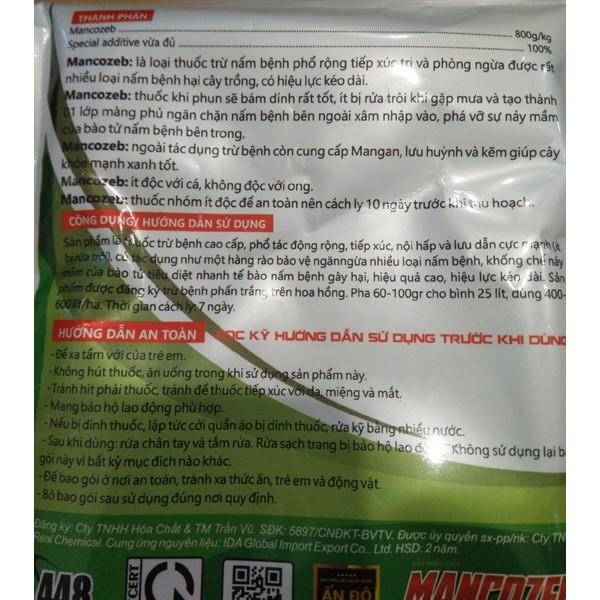 THÀNH PHẦN
Mancozeb 800g/kg
Special additive vừa đủ 100%
Mancozeb: là loại thuốc trừ nấm bệnh phổ rộng tiếp xúc trị và phòng ngừa được rất
nhiều loại nấm bệnh hại cây trồng, có hiệu lực kéo dài.
Mancozeb: thuốc khi phun sẽ bám dính rất tốt, ít bị rửa trôi khi gặp mưa và tạo thành
01 lớp màng phủ ngăn chặn nấm bệnh bên ngoài xâm nhập vào, phá vỡ sự nảy mầm
của bào tử nấm bệnh bên trong.
Mancozeb: ngoài tác dụng trừ bệnh còn cung cấp Mangan, lưu huỳnh và kẽm giúp cây
khỏe mạnh xanh tốt.
Mancozeb: ít độc với cá, không độc với ong.
Mancozeb: thuốc nhóm ít độc để an toàn nên cách ly 10 ngày trước khi thu hoạch.
CÔNG DỤNG/ HƯỚNG DẪN SỬ DỤNG
Sản phẩm là thuốc trừ bệnh cao cấp, phổ tác động rộng, tiếp xúc, nội hấp và lưu dẫn cực mạnh (ít
bị rửa trôi), có tác dụng như một hàng rào bảo vệ ngănngừa nhiều loại nấm bệnh, khống chế nảy
mầm của bào tử tiêu diệt nhanh tế bào nấm bệnh gây hại, hiệu quả cao, hiệu lực kéo dài. Sản
phẩm được đăng ký trừ bệnh phấn trắng trên hoa hồng. Pha 60-100gr cho bình 25 lít, dùng 400-
600lít/ha. Thời gian cách ly: 7 ngày.
HƯỚNG DẪN AN TOÀN ĐỌC KỸ HƯỚNG DẪN SỬ DỤNG TRƯỚC KHI DÙNG
- Để xa tầm với của trẻ em.
-Không hút thuốc, ăn uống trong khi sử dụng sản phẩm này.
- Tránh hít phải thuốc, tránh để thuốc tiếp xúc với da, miệng và mắt.
- Mang bảo hộ lao động phù hợp.
- Nếu bị dính thuốc, lập tức cởi quần áo bị dính thuốc, rửa kỹ bằng nhiều nước.
- Sau khi dùng: rửa chân tay và tắm rửa. Rửa sạch trang bị bảo hộ lao động. Không sử dụng lại ba
gói này vì bất kỳ mục đích nào khác.
- Để bao gói ở nơi an toàn, tránh xa thức ăn, trẻ em và động vật.
- Bỏ bao gói sau sử dụng đúng nơi quy định.
Đăng ký: Cty TNHH Hóa Chất & TM Trần Vũ. SĐK: 5897/CNĐKT-BVTV. Được ủy quyền sx-pp/nk: Cty TN
Real Chemical. Cung ứng nguyên liệu: IDA Global Import Export Co., Ltd. HSD: 2 năm.
448
CERT
ẤN ĐỘ
MANCOZEB